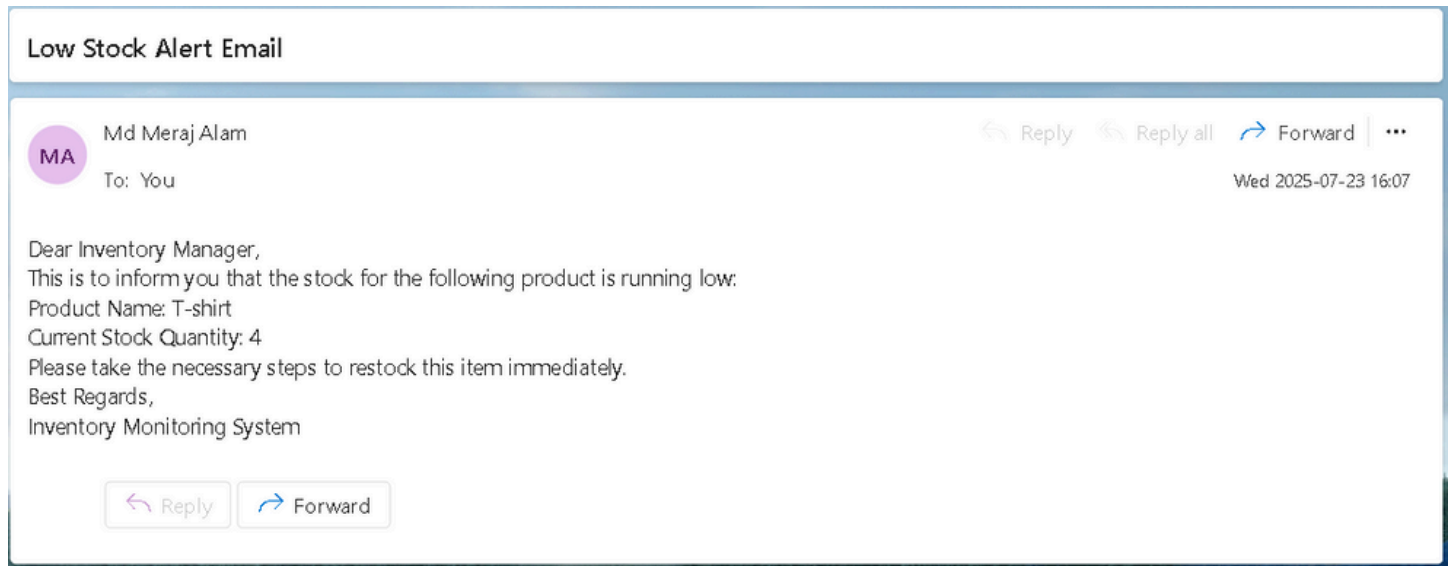 Low Stock Alert Email
MA
Md Meraj Alam
Reply Reply all Forward ...
To: You
Wed 2025-07-23 16:07
Dear Inventory Manager,
This is to inform you that the stock for the following product is running low:
Product Name: T-shirt
Current Stock Quantity: 4
Please take the necessary steps to restock this item immediately.
Best Regards,
Inventory Monitoring System
Reply Forward